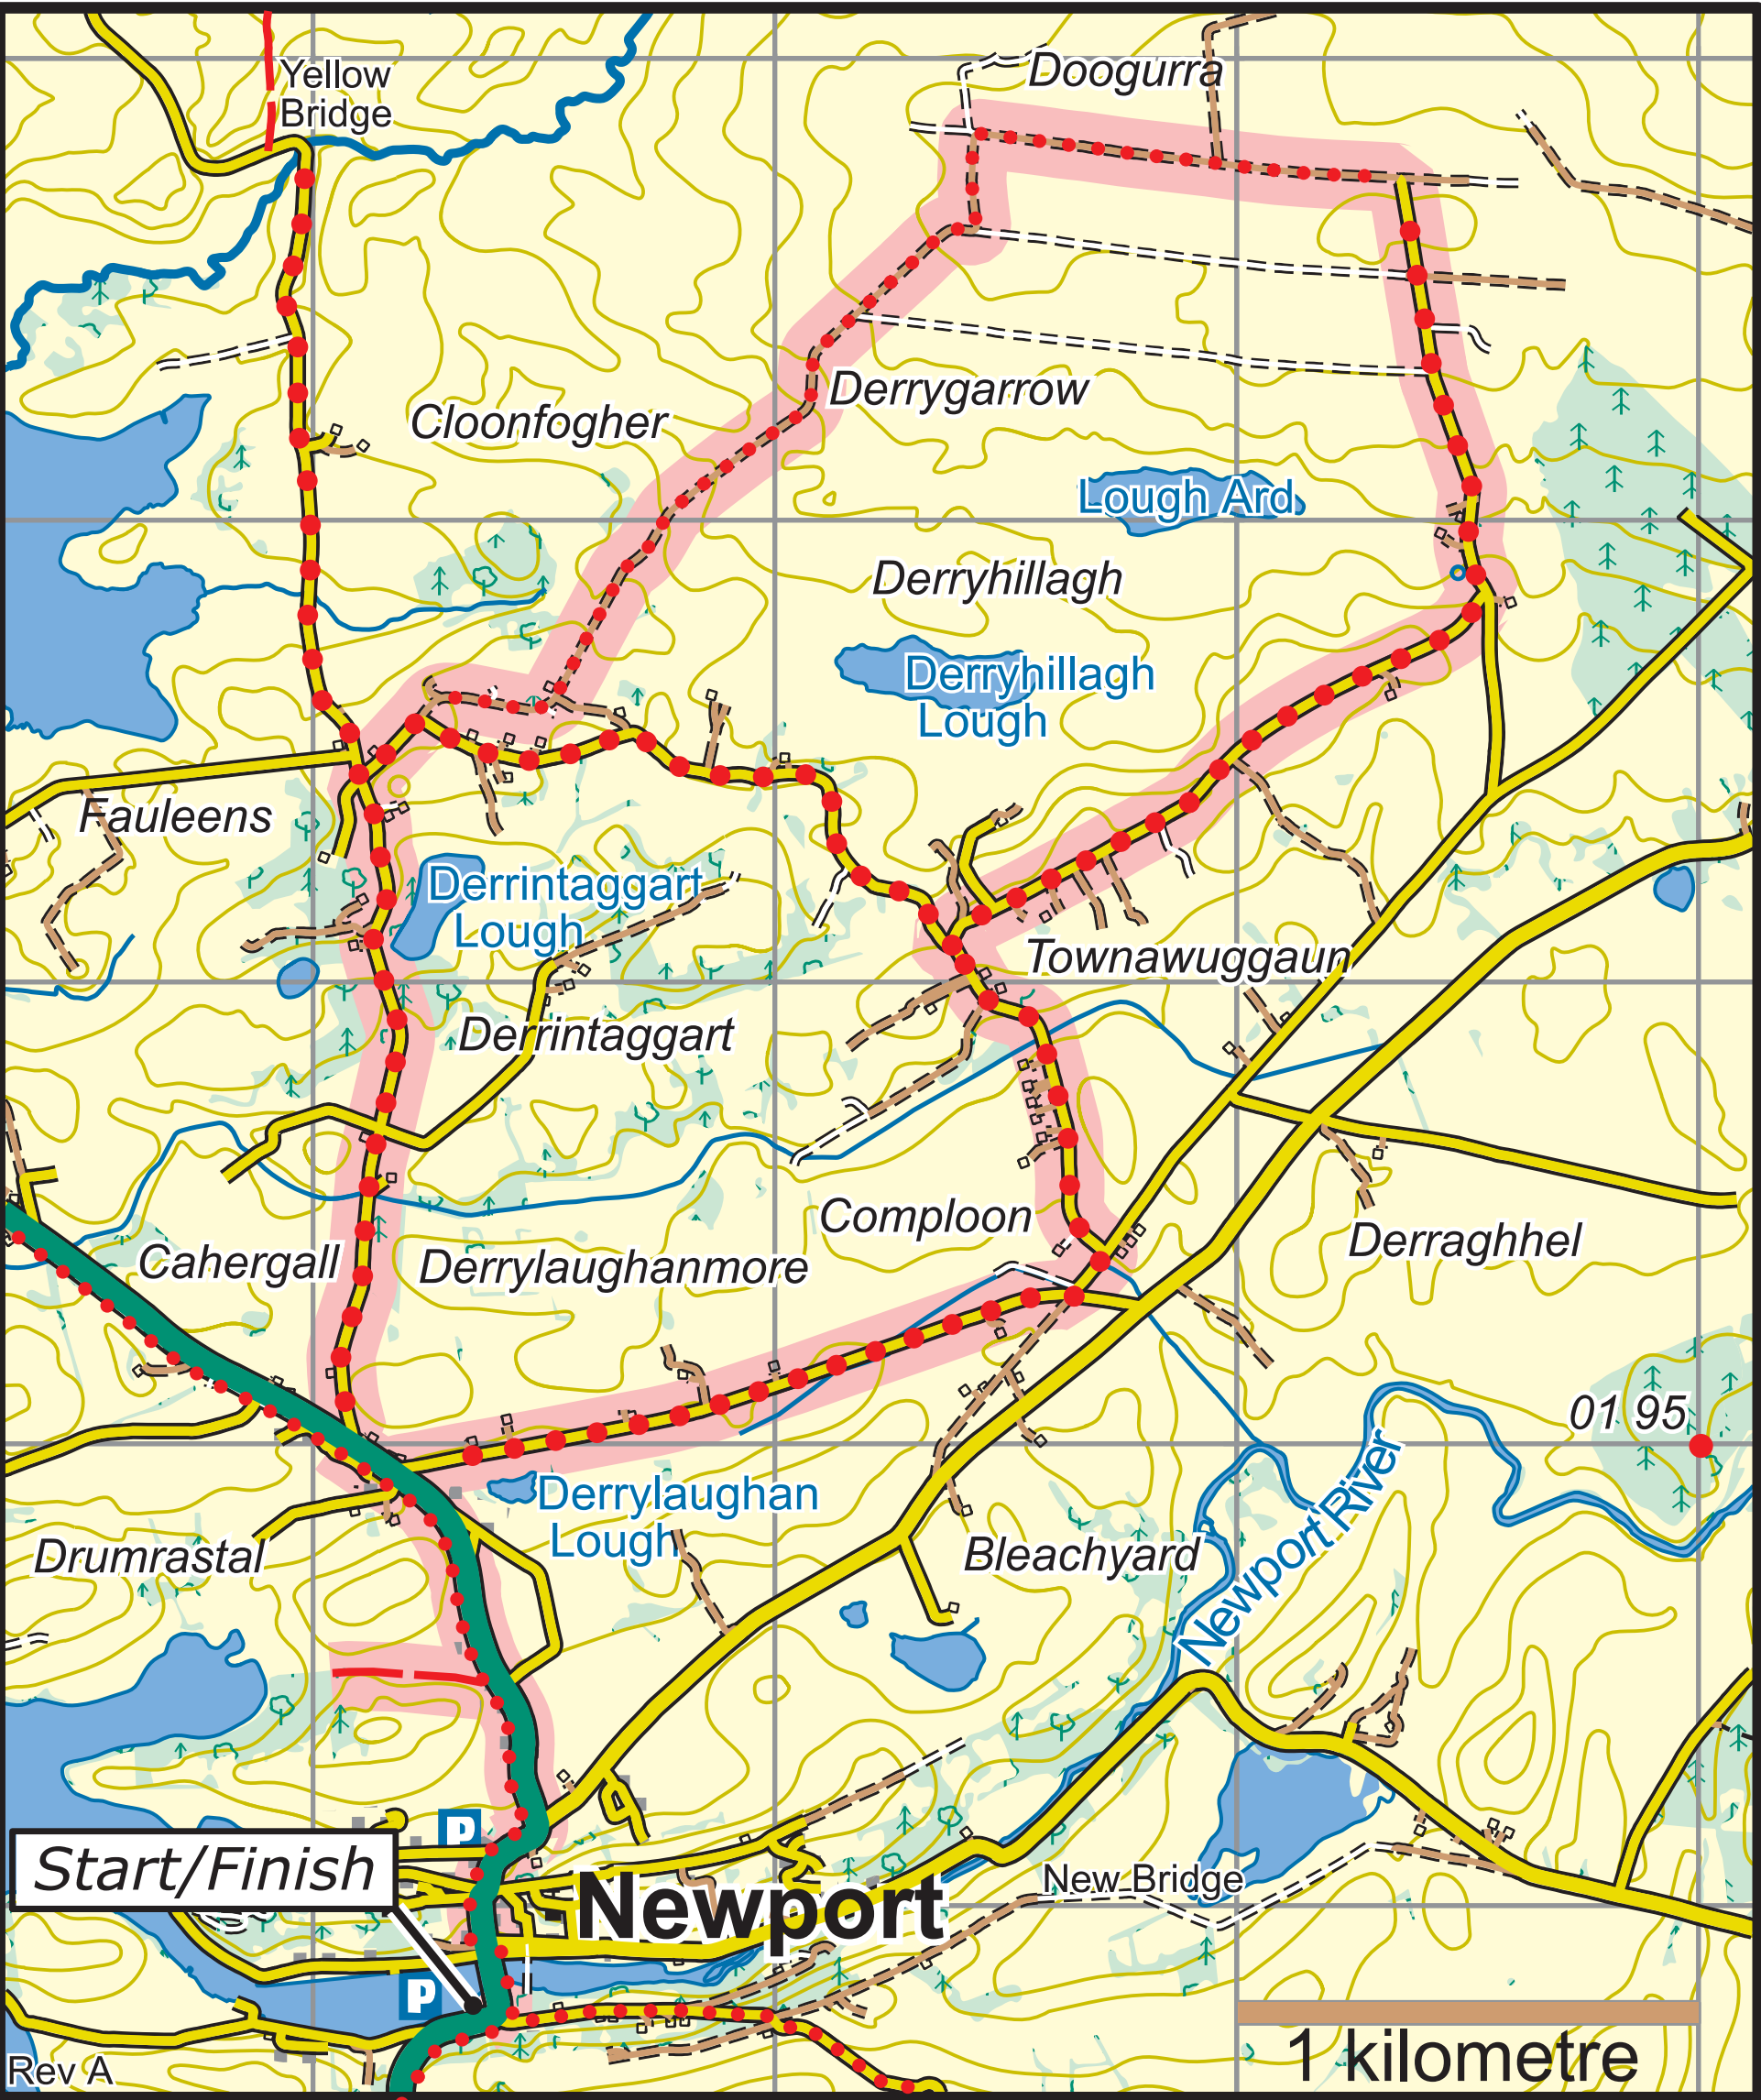 Yellow
Bridge
Doogurra
Cloonfogher
Derrygarrow
Lough Ard
Derryhillagh
Derryhillagh
Lough
Fauleens
Derrintaggart
Lough
Townawuggaun
Derrintaggart
Comploon
Derraghhel
Cahergall
Derrylaughanmore
01 95
Derrylaughan
Lough
Drumrastal
Bleachyard
Newport River
P
Start/Finish
Newport
New Bridge
P
1 kilometre
Rev A